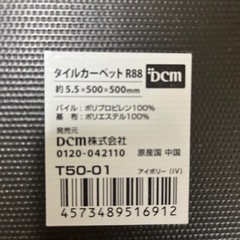 タイルカーペット R88
DCM
約 5.5×500×500mm
パイル：ポリプロピレン100%
基 布：ポリエステル100%
発売元
DCM株式会社
0120-042110
原産国 中国
T50-01
アイボリー(IV)
4573489516912